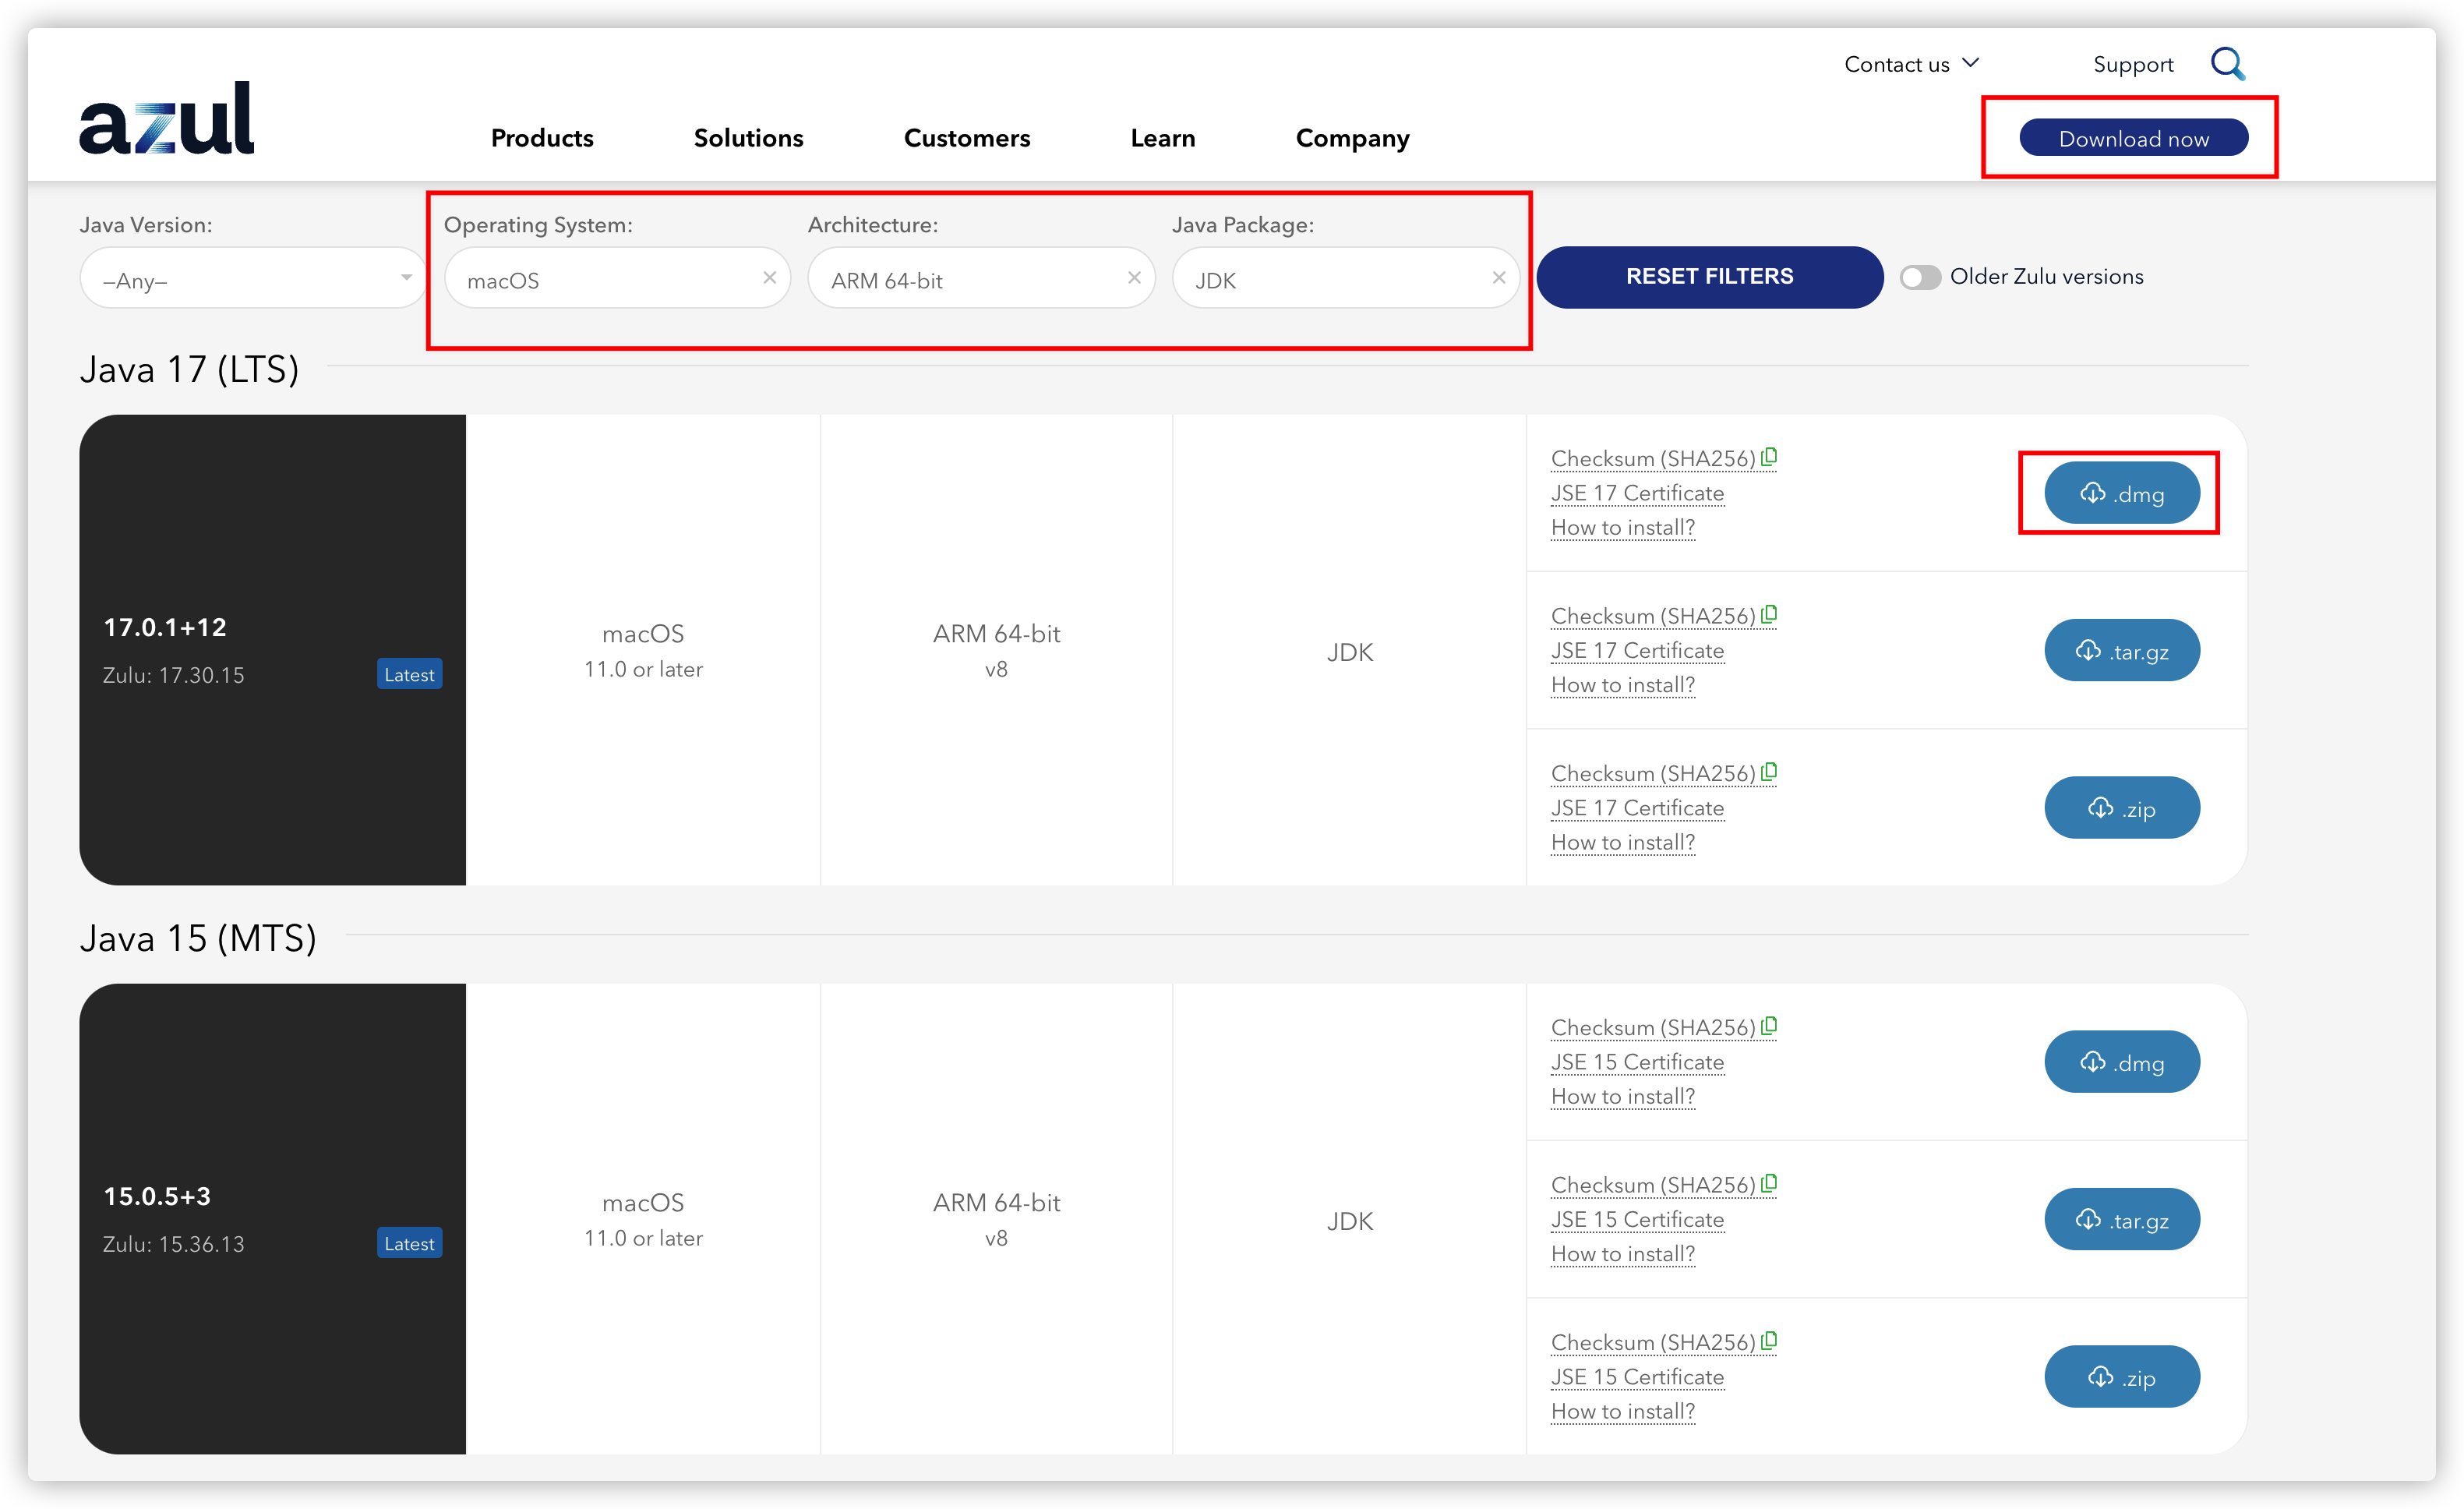 Contact us
Support
azul
Products
Solutions
Customers
Learn
Company
Download now
Java Version:
Operating System:
Architecture:
Java Package:
–Any–
macOS
ARM 64-bit
JDK
RESET FILTERS
Older Zulu versions
Java 17 (LTS)
17.0.1+12
Zulu: 17.30.15
Latest
macOS
11.0 or later
ARM 64-bit
v8
JDK
Checksum (SHA256)
JSE 17 Certificate
How to install?
.dmg
Checksum (SHA256)
JSE 17 Certificate
How to install?
.tar.gz
Checksum (SHA256)
JSE 17 Certificate
How to install?
.zip
Java 15 (MTS)
15.0.5+3
Zulu: 15.36.13
Latest
macOS
11.0 or later
ARM 64-bit
v8
JDK
Checksum (SHA256)
JSE 15 Certificate
How to install?
.dmg
Checksum (SHA256)
JSE 15 Certificate
How to install?
.tar.gz
Checksum (SHA256)
JSE 15 Certificate
How to install?
.zip